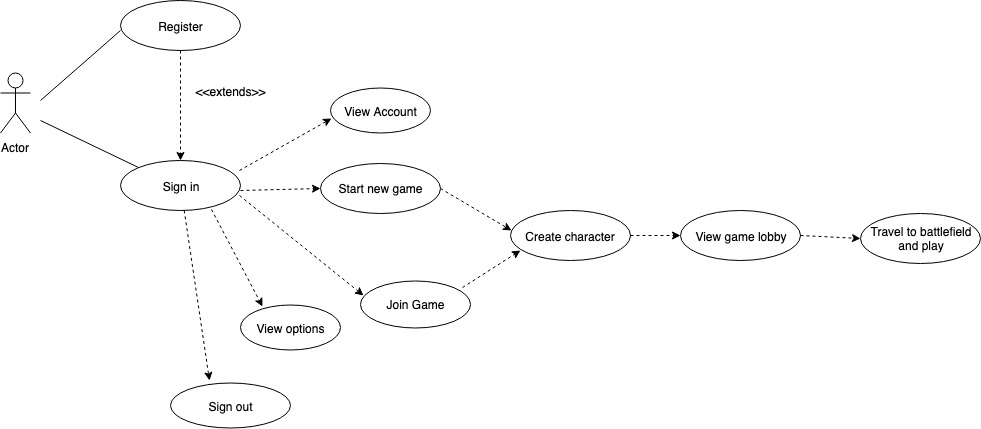 Register
<<extends>>
Actor
View Account
Sign in
Start new game
Create character
View game lobby
Travel to battlefield
and play
Join Game
View options
Sign out